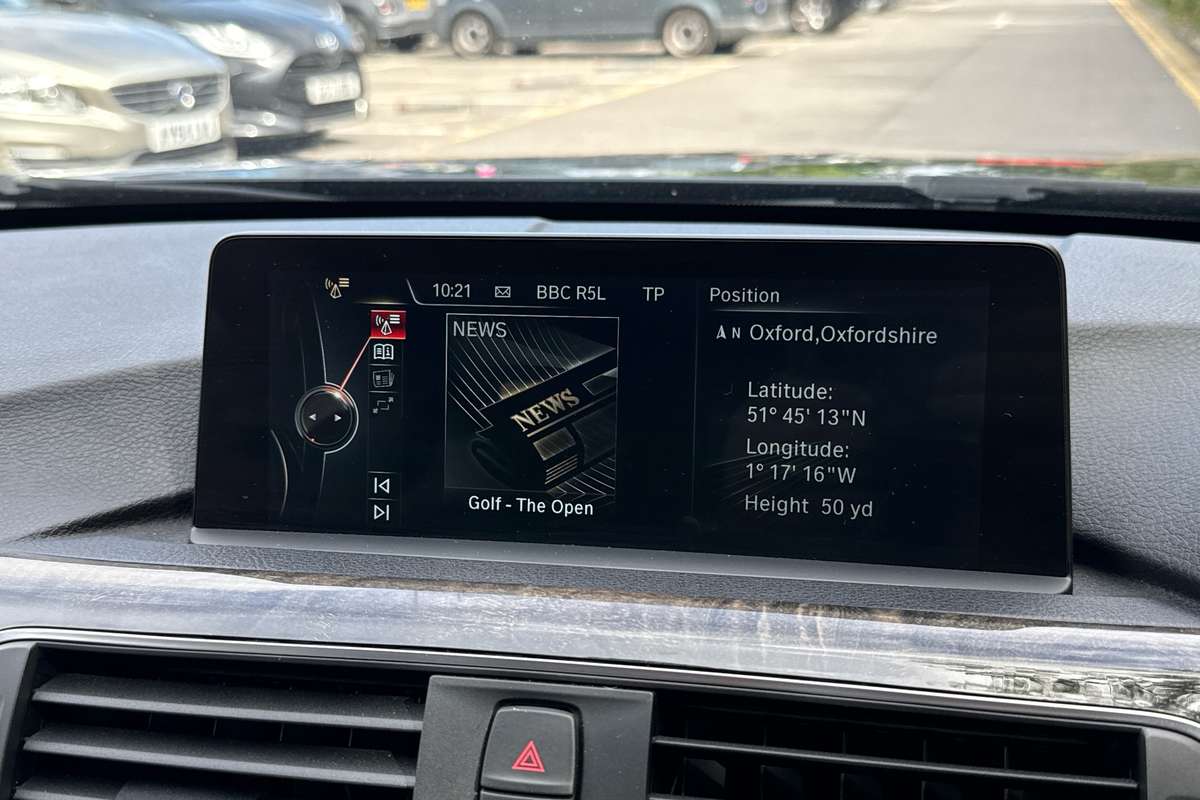 10:21 BBC R5L TP
NEWS
NEWS
Golf - The Open
Position
N Oxford,Oxfordshire
Latitude:
51° 45' 13"N
Longitude:
1° 17' 16"W
Height 50 yd